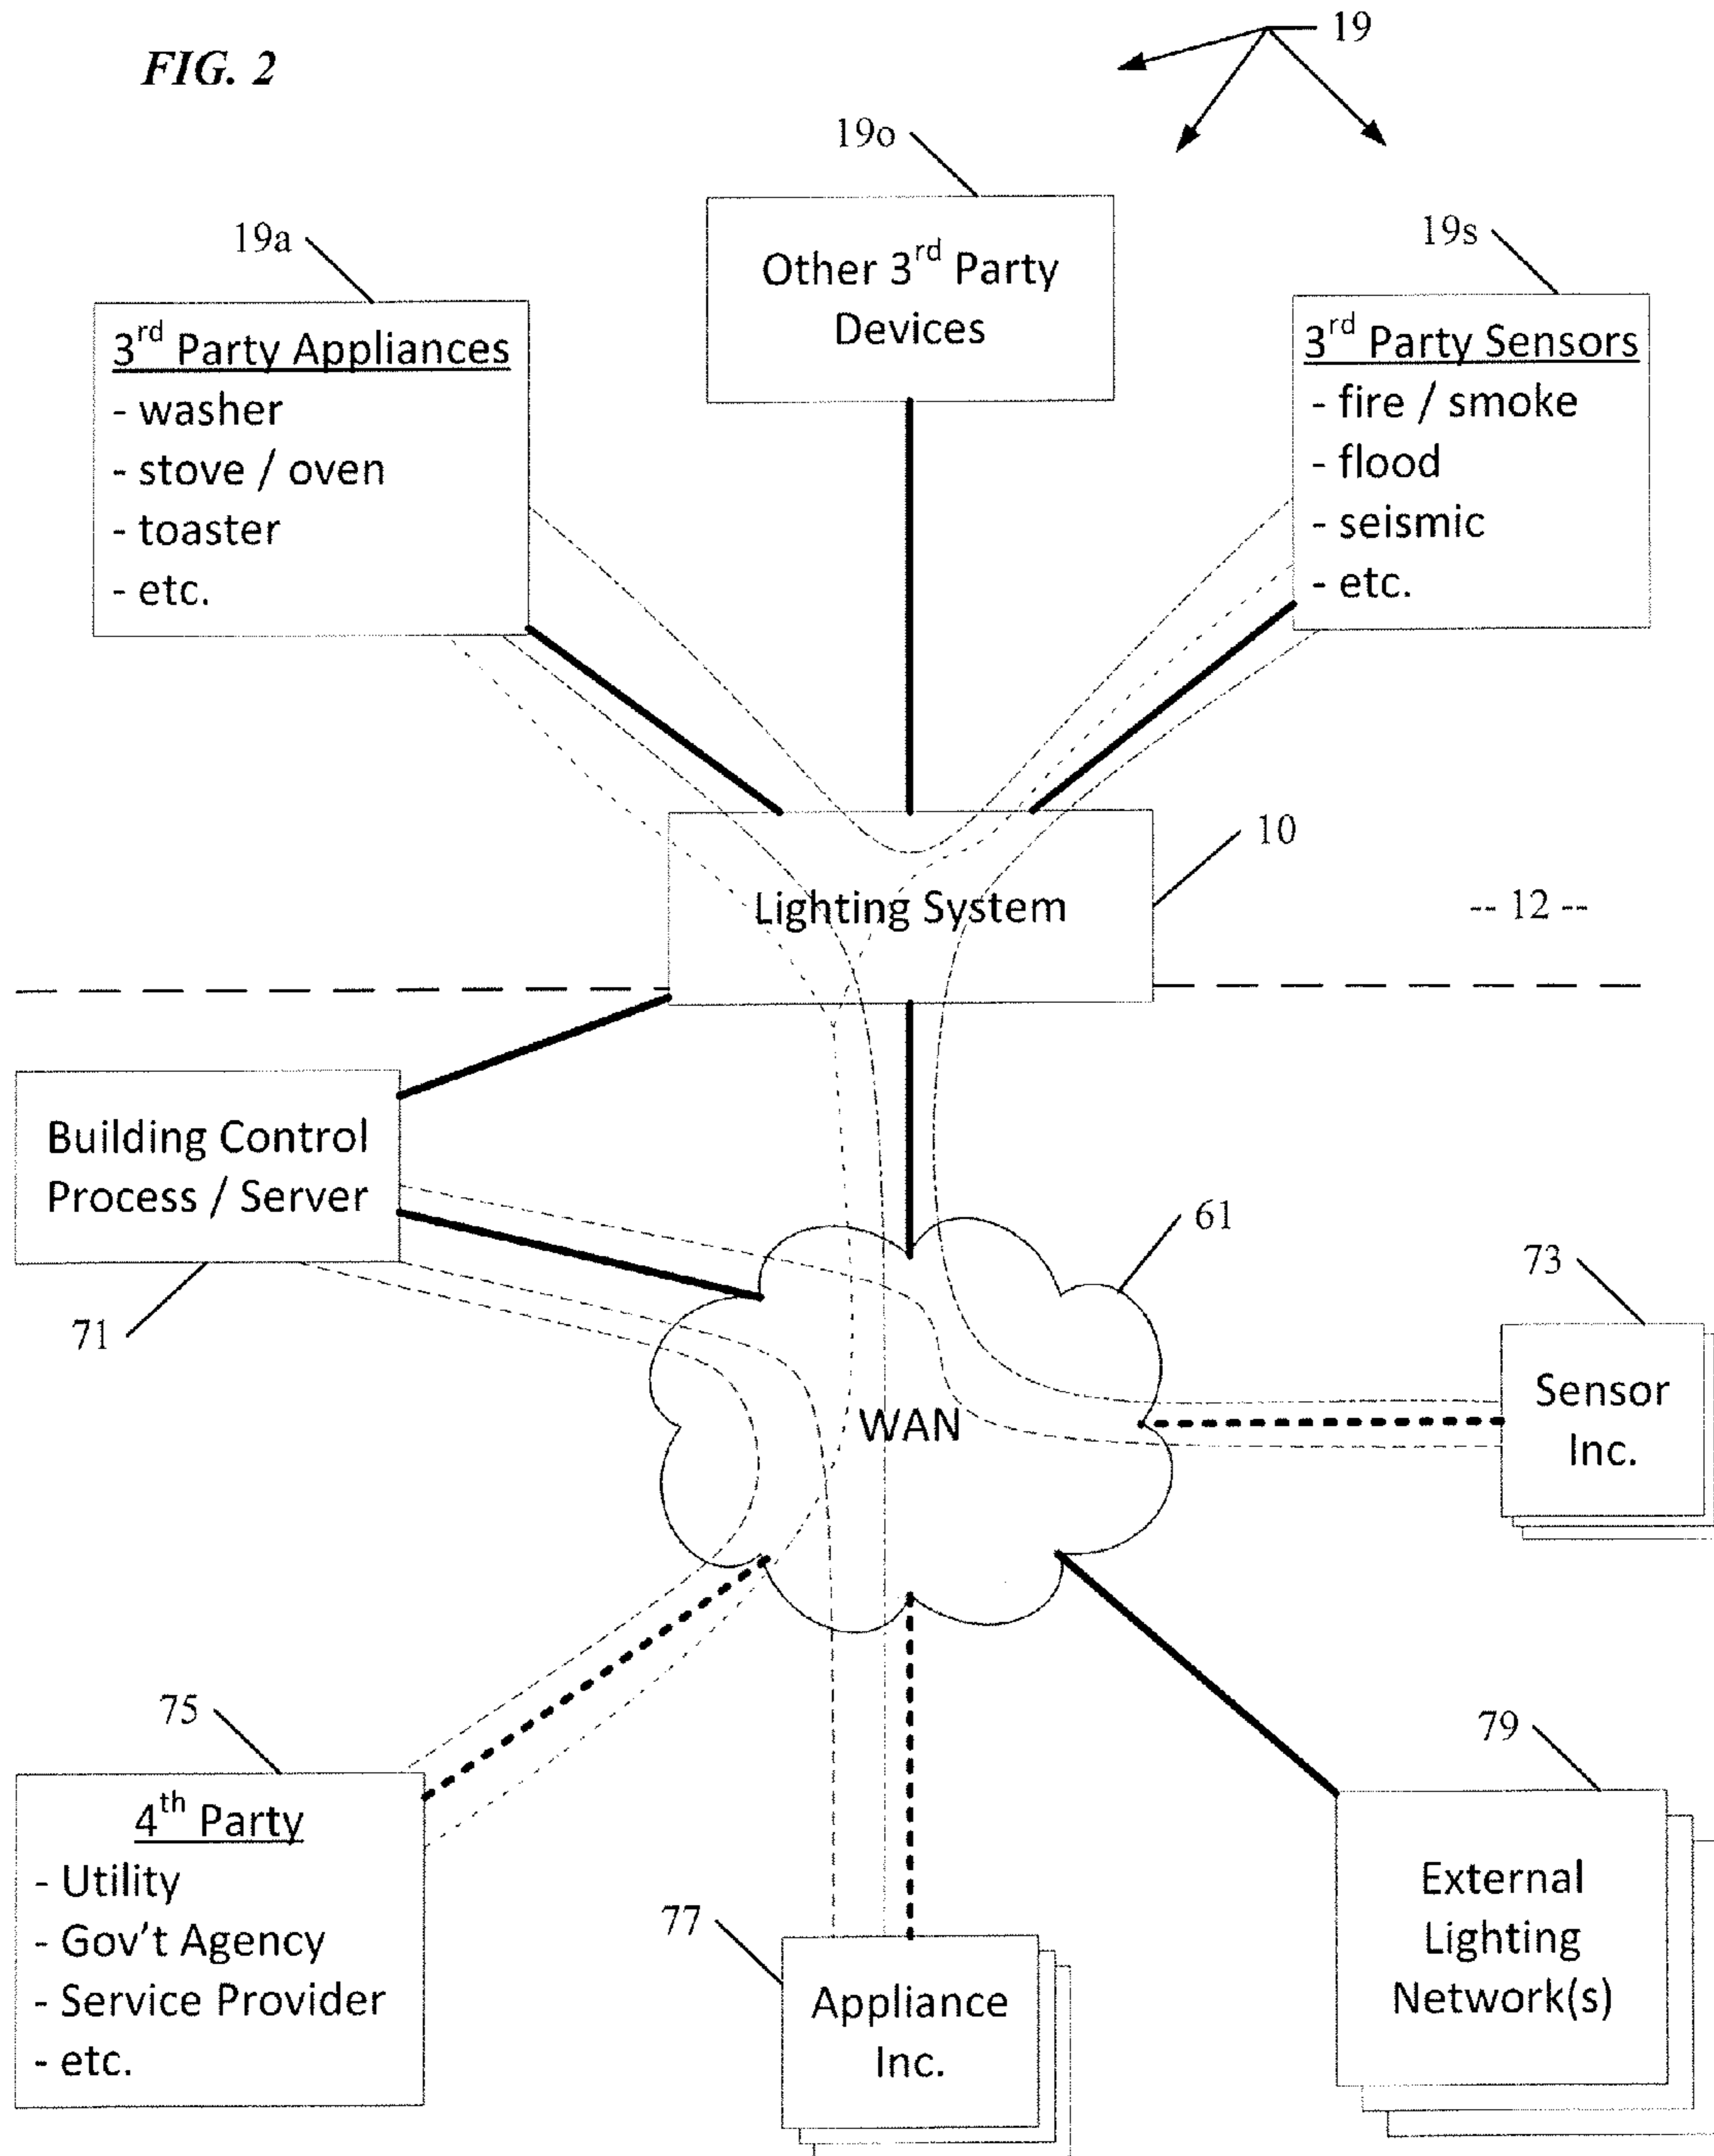 FIG. 2
19
19o
19a
19s
Other 3rd Party
Devices
3rd Party Appliances
- washer
- stove / oven
- toaster
- etc.
3rd Party Sensors
- fire / smoke
- flood
- seismic
- etc.
10
Lighting System
-- 12 --
Building Control
Process / Server
71
61
73
WAN
Sensor
Inc.
75
4th Party
- Utility
- Gov't Agency
- Service Provider
- etc.
77
Appliance
Inc.
79
External
Lighting
Network(s)